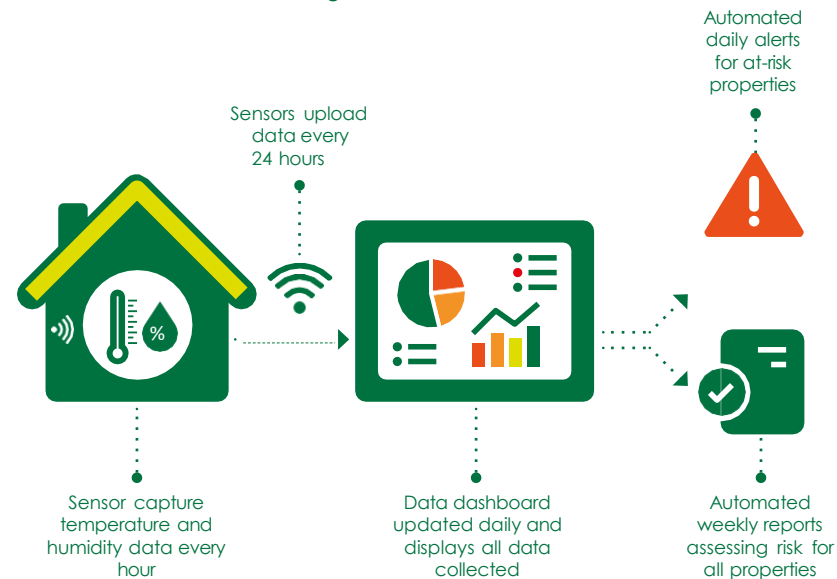 Automated
daily alerts
for at-risk
properties
Sensors upload
data every
24 hours
%
Sensor capture
temperature and
humidity data every
hour
Data dashboard
updated daily and
displays all data
collected
Automated
weekly reports
assessing risk for
all properties